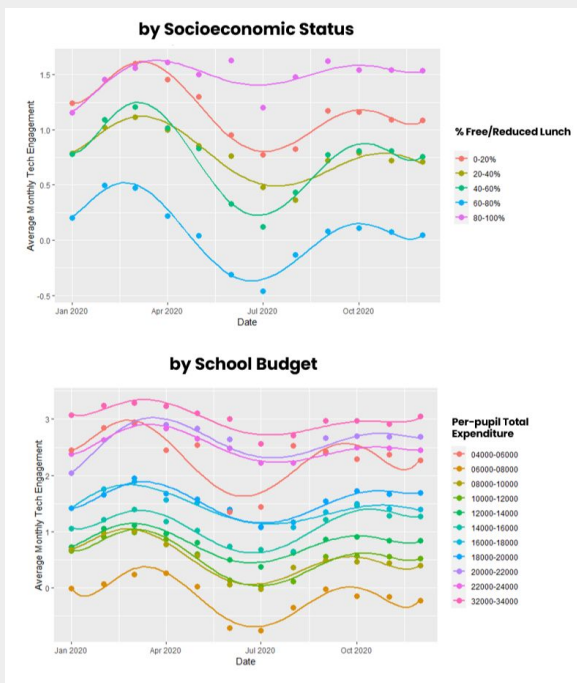 by Socioeconomic Status
Average Monthly Tech Engagement
1.5
1.0
0.5
0.0
-0.5
Jan 2020
Apr 2020
Jul 2020
Oct 2020
Date
% Free/Reduced Lunch
0-20%
20-40%
40-60%
60-80%
80-100%
by School Budget
Average Monthly Tech Engagement
3
2
1
0
Jan 2020
Apr 2020
Jul 2020
Oct 2020
Date
Per-pupil Total
Expenditure
04000-06000
06000-08000
08000-10000
10000-12000
12000-14000
14000-16000
16000-18000
18000-20000
20000-22000
22000-24000
32000-34000